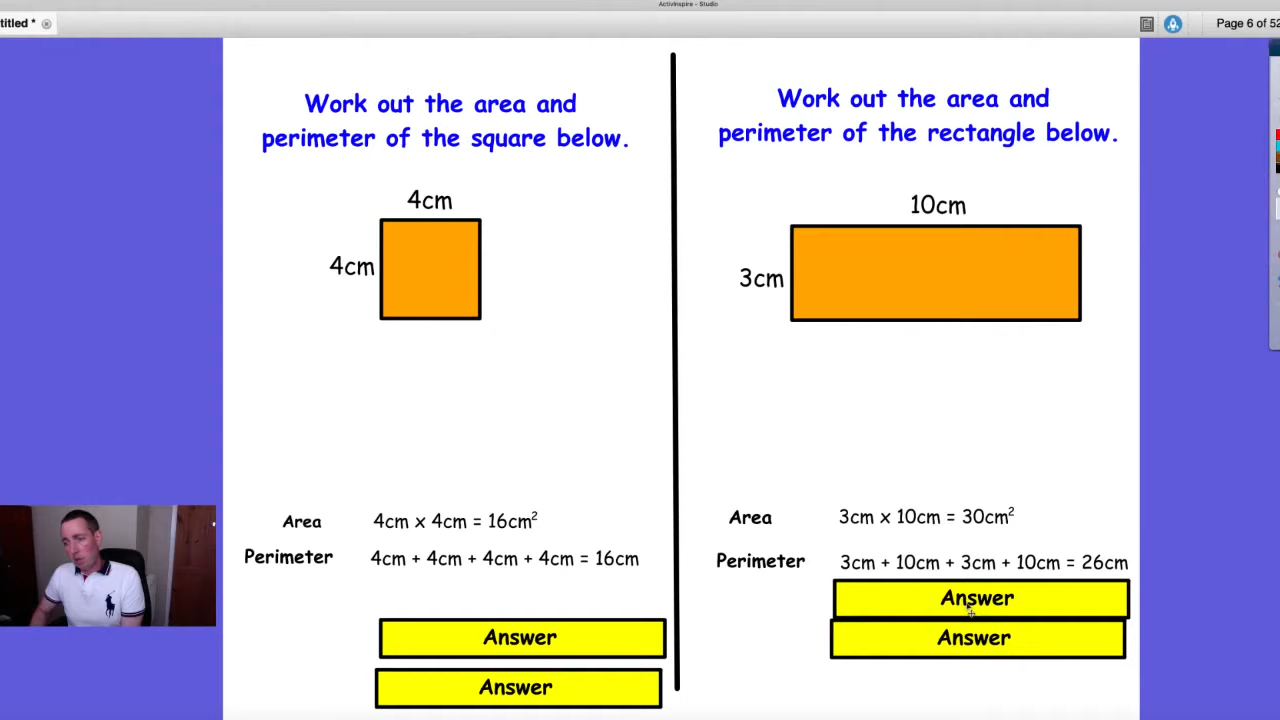 ActivInspire - Studio
titled *
Page 6 of 52
Work out the area and
perimeter of the square below.
4cm
4cm
Area 4cm x 4cm = 16cm²
Perimeter 4cm + 4cm + 4cm + 4cm = 16cm
Answer
Answer
Work out the area and
perimeter of the rectangle below.
10cm
3cm
Area 3cm x 10cm = 30cm²
Perimeter 3cm + 10cm + 3cm + 10cm = 26cm
Answer
Answer